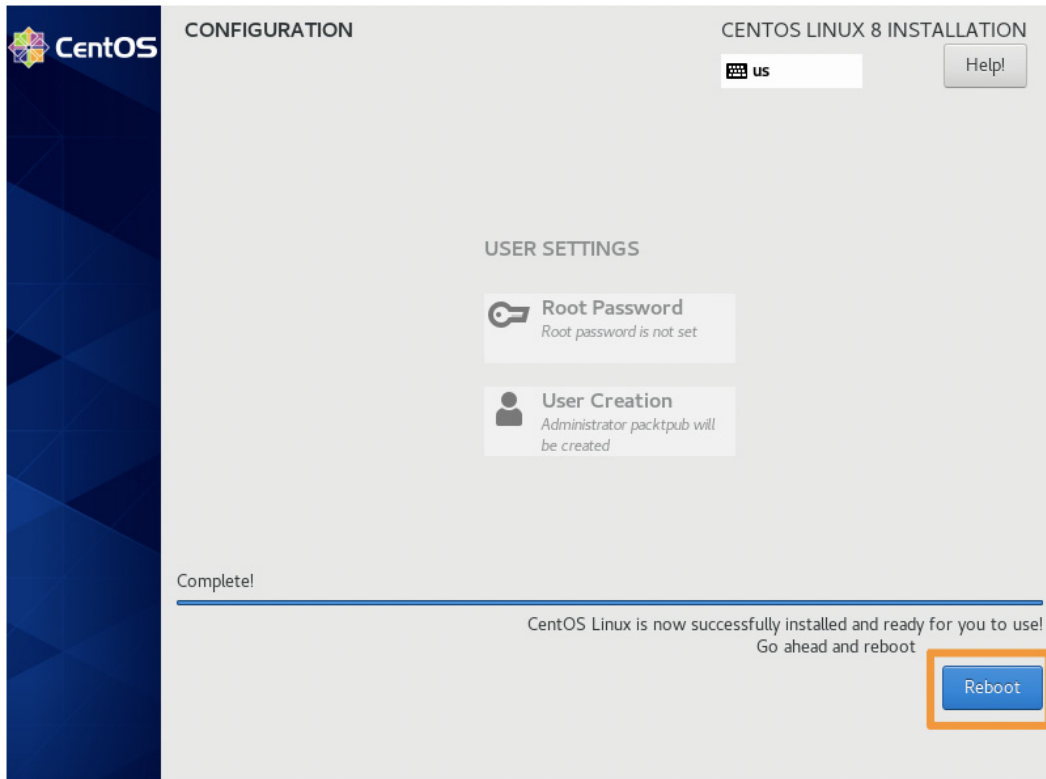 CentOS
CONFIGURATION
CENTOS LINUX 8 INSTALLATION
us
Help!
USER SETTINGS
Root Password
Root password is not set
User Creation
Administrator packtpub will
be created
Complete!
CentOS Linux is now successfully installed and ready for you to use!
Go ahead and reboot
Reboot